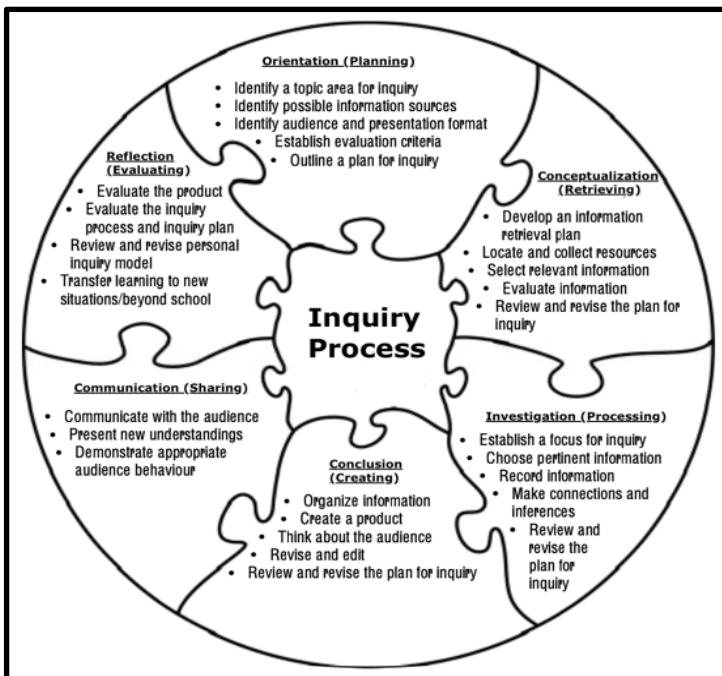 Orientation (Planning)
• Identify a topic area for inquiry
• Identify possible information sources
• Identify audience and presentation format
• Establish evaluation criteria
• Outline a plan for inquiry
Conceptualization
(Retrieving)
• Develop an information
retrieval plan
• Locate and collect resources
• Select relevant information
• Evaluate information
• Review and revise the plan for
inquiry
Investigation (Processing)
• Establish a focus for inquiry
• Choose pertinent information
• Record information
• Make connections and
inferences
• Review and
revise the
plan for
inquiry
Conclusion
(Creating)
• Organize information
• Create a product
• Think about the audience
• Revise and edit
• Review and revise the plan for inquiry
Communication (Sharing)
• Communicate with the audience
• Present new understandings
• Demonstrate appropriate
audience behaviour
Reflection
(Evaluating)
• Evaluate the product
• Evaluate the inquiry
process and inquiry plan
• Review and revise personal
inquiry model
• Transfer learning to new
situations/beyond school
Inquiry
Process